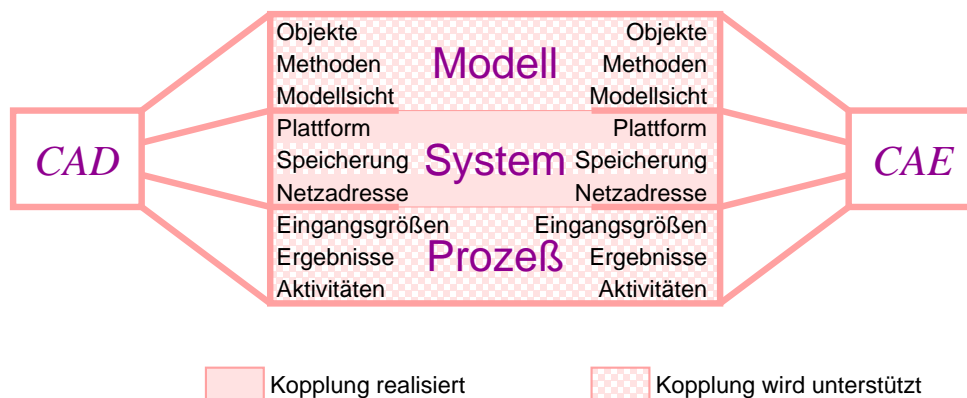 Objekte Objekte
Methoden Modell Methoden
Modellsicht Modellsicht
Plattform Plattform
CAD Speicherung System Speicherung CAE
Netzadresse Netzadresse
Eingangsgrößen Eingangsgrößen
Ergebnisse Prozeß Ergebnisse
Aktivitäten Aktivitäten
Kopplung realisiert Kopplung wird unterstützt